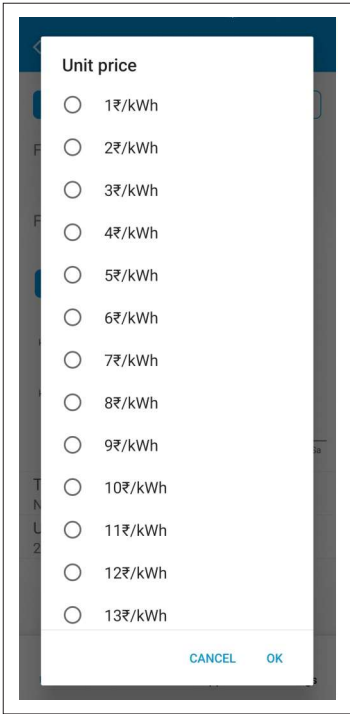 Unit price
1₹/kWh
2₹/kWh
3₹/kWh
4₹/kWh
5₹/kWh
6₹/kWh
7₹/kWh
8₹/kWh
9₹/kWh
10₹/kWh
11₹/kWh
12₹/kWh
13₹/kWh
CANCEL OK